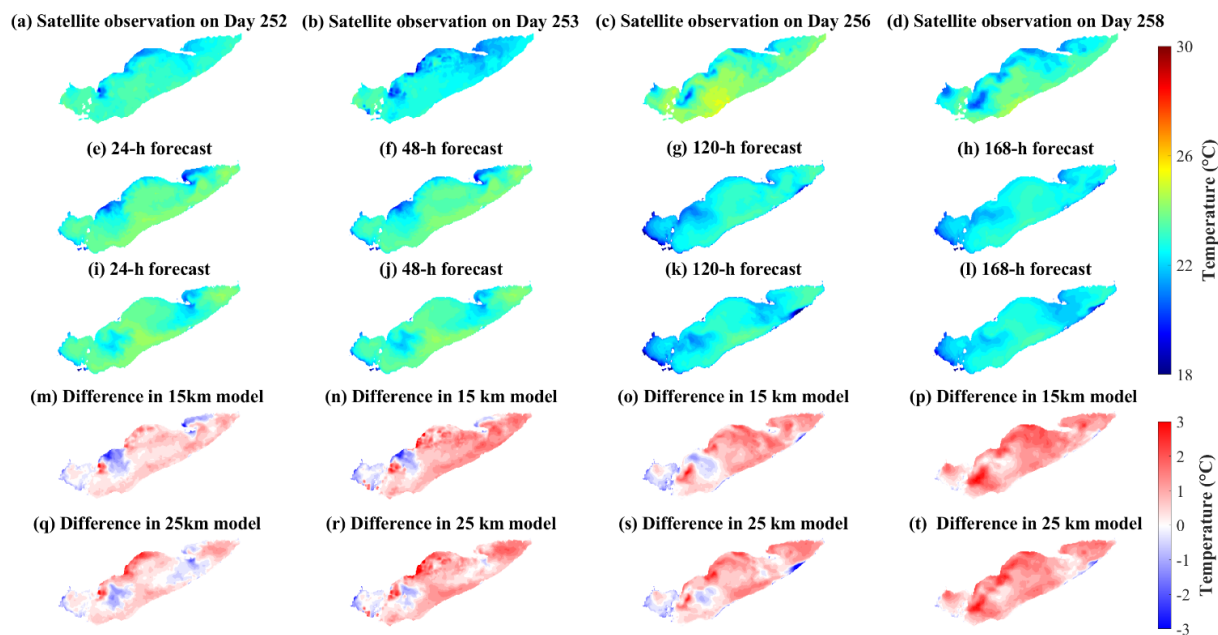 (a) Satellite observation on Day 252
(b) Satellite observation on Day 253
(c) Satellite observation on Day 256
(d) Satellite observation on Day 258
(e) 24-h forecast
(f) 48-h forecast
(g) 120-h forecast
(h) 168-h forecast
(i) 24-h forecast
(j) 48-h forecast
(k) 120-h forecast
(l) 168-h forecast
30
26
22
18
Temperature (°C)
(m) Difference in 15km model
(n) Difference in 15 km model
(o) Difference in 15 km model
(p) Difference in 15km model
(q) Difference in 25km model
(r) Difference in 25 km model
(s) Difference in 25 km model
(t) Difference in 25 km model
3
2
1
0
-1
-2
-3
Temperature (°C)